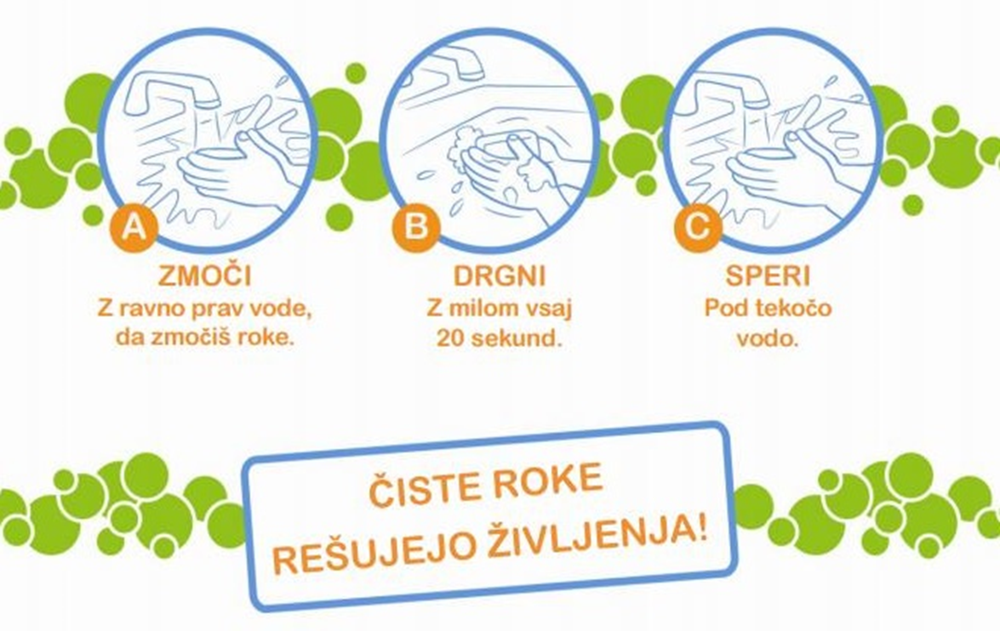 A
ZMOČI
Z ravno prav vode,
da zmočiš roke.
B
DRGNI
Z milom vsaj
20 sekund.
C
SPERI
Pod tekočo
vodo.
ČISTE ROKE
REŠUJEJO ŽIVLJENJA!